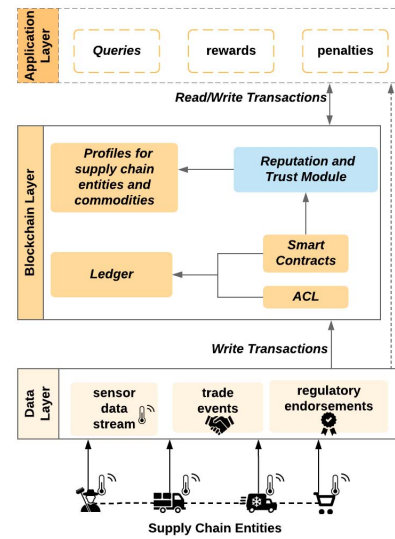 Application
Layer
Queries
rewards
penalties
Read/Write Transactions
Blockchain Layer
Profiles for
supply chain
entities and
commodities
Reputation and
Trust Module
Smart
Contracts
Ledger
ACL
Write Transactions
Data
Layer
sensor
data
stream
trade
events
regulatory
endorsements
Supply Chain Entities